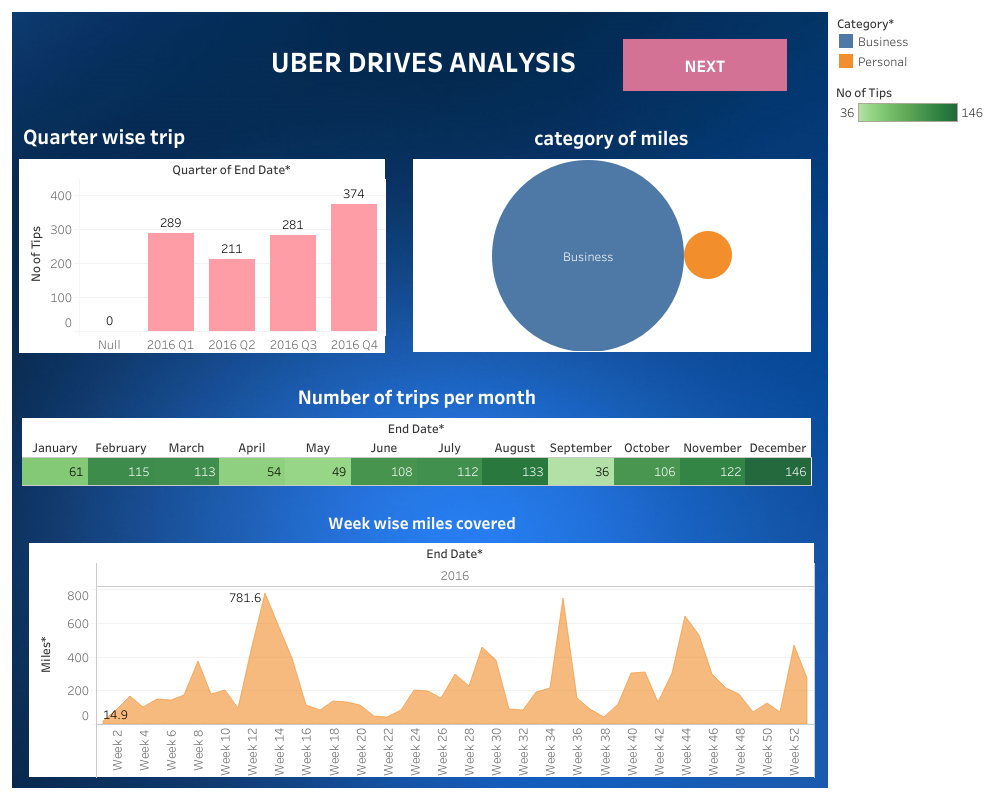 UBER DRIVES ANALYSIS
NEXT
Category*
Business
Personal
No of Tips
36
146
Quarter wise trip
Quarter of End Date*
No of Tips
400
300
200
100
0
0
289
211
281
374
Null
2016 Q1
2016 Q2
2016 Q3
2016 Q4
category of miles
Business
Number of trips per month
End Date*
January February March April May June July August September October November December
61 115 113 54 49 108 112 133 36 106 122 146
Week wise miles covered
End Date*
2016
Miles*
800
600
400
200
0
781.6
14.9
Week 2
Week 4
Week 6
Week 8
Week 10
Week 12
Week 14
Week 16
Week 18
Week 20
Week 22
Week 24
Week 26
Week 28
Week 30
Week 32
Week 34
Week 36
Week 38
Week 40
Week 42
Week 44
Week 46
Week 48
Week 50
Week 52